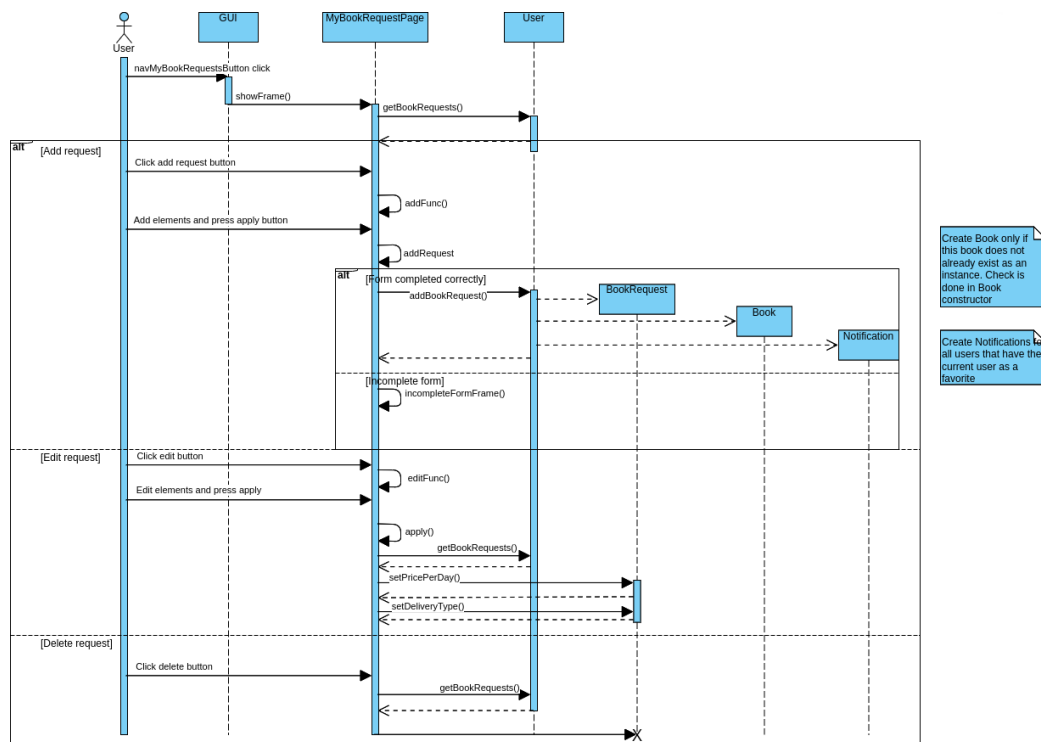 GUI
MyBookRequestPage
User
User
navMyBookRequestsButton click
showFrame()
getBookRequests()
alt
[Add request]
Click add request button
addFunc()
Add elements and press apply button
addRequest
alt
[Form completed correctly]
addBookRequest()
BookRequest
Book
Notification
[Incomplete form]
incompleteFormFrame()
Create Book only if
this book does not
already exist as an
instance. Check is
done in Book
constructor
Create Notifications
all users that have the
current user as a
favorite
[Edit request]
Click edit button
editFunc()
Edit elements and press apply
apply()
getBookRequests()
setPricePerDay()
setDeliveryType()
[Delete request]
Click delete button
getBookRequests()